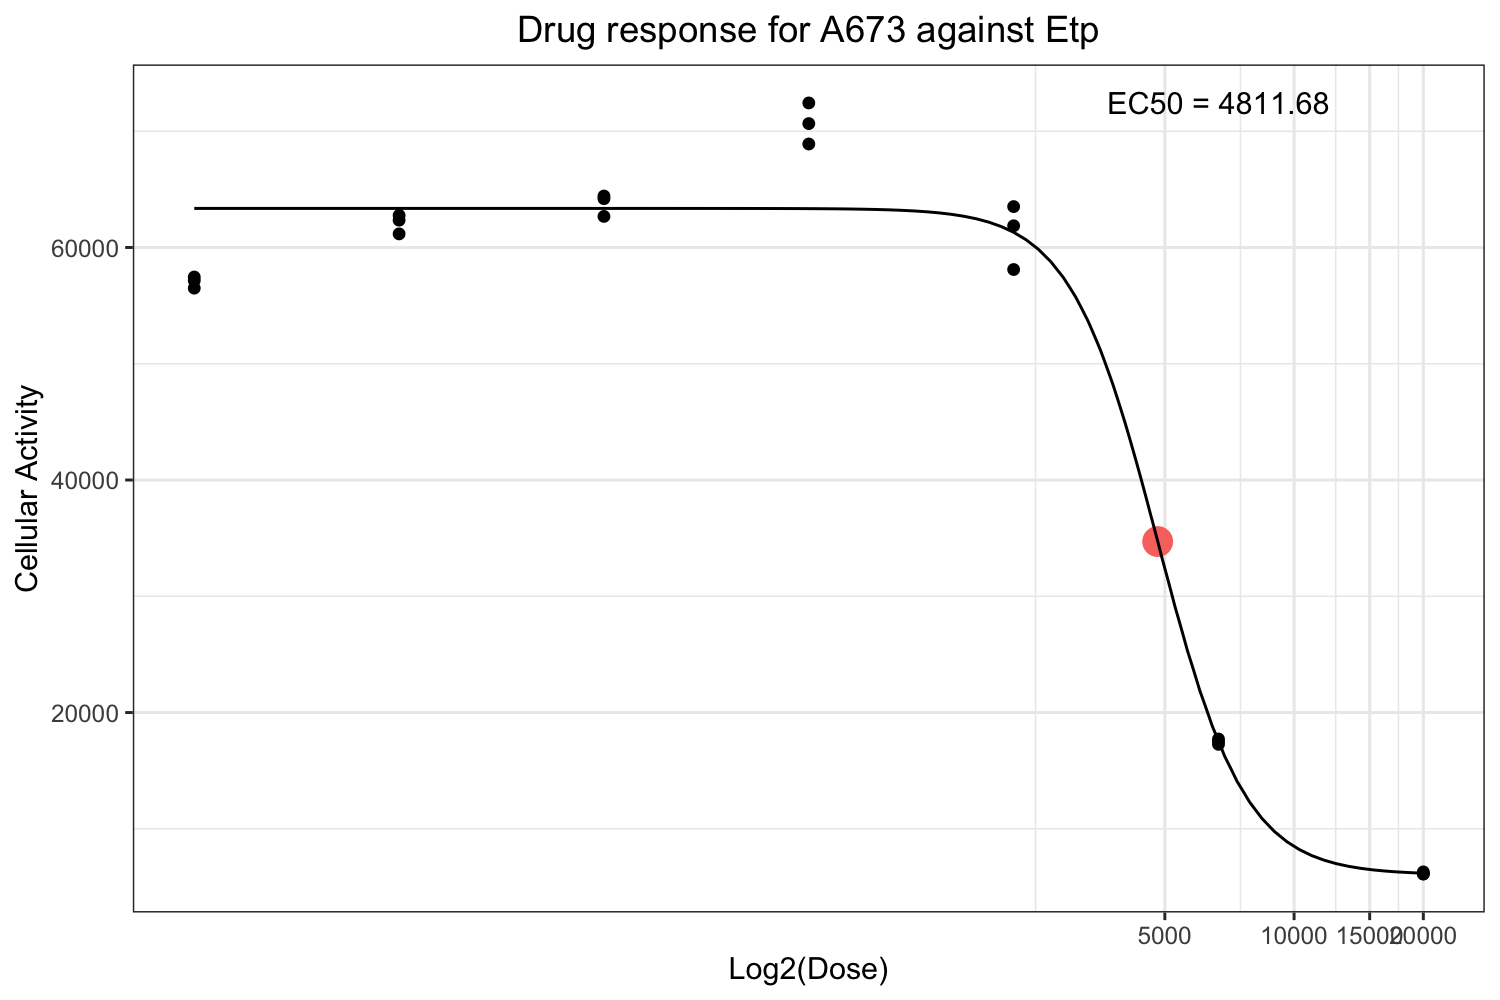 Drug response for A673 against Etp
EC50 = 4811.68
60000
40000
20000
Cellular Activity
5000 10000 15000 20000
Log2(Dose)